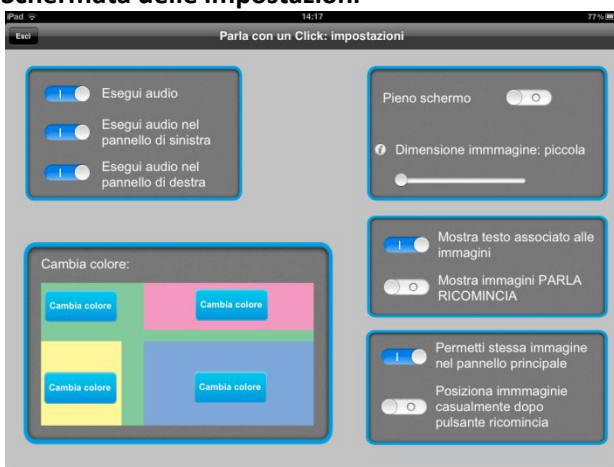 Schermata delle impostazioni
iPad 14:17 77%
Esci Parla con un Click: impostazioni
Esegui audio
Esegui audio nel
pannello di sinistra
Esegui audio nel
pannello di destra
Pieno schermo
Dimensione immmagine: piccola
Mostra testo associato alle
immagini
Mostra immagini PARLA
RICOMINCIA
Cambia colore:
Cambia colore
Cambia colore
Cambia colore
Cambia colore
Permetti stessa immagine
nel pannello principale
Posiziona immmaginie
casualmente dopo
pulsante ricomincia